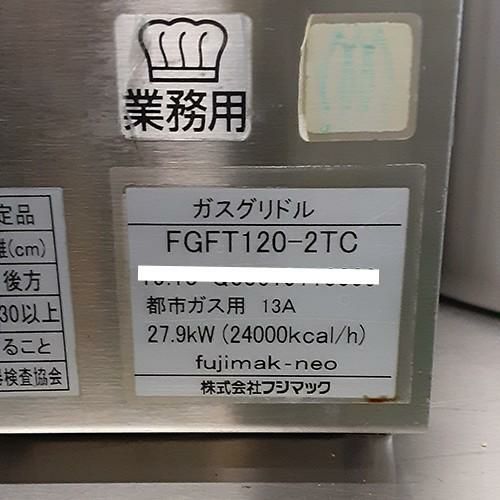 業務用
ガスグリドル
FGFT120-2TC
都市ガス用 13A
27.9kW(24000kcal/h)
fujimak-neo
株式会社フジマック
定品
離(cm)
後方
30以上
ること
器検査協会